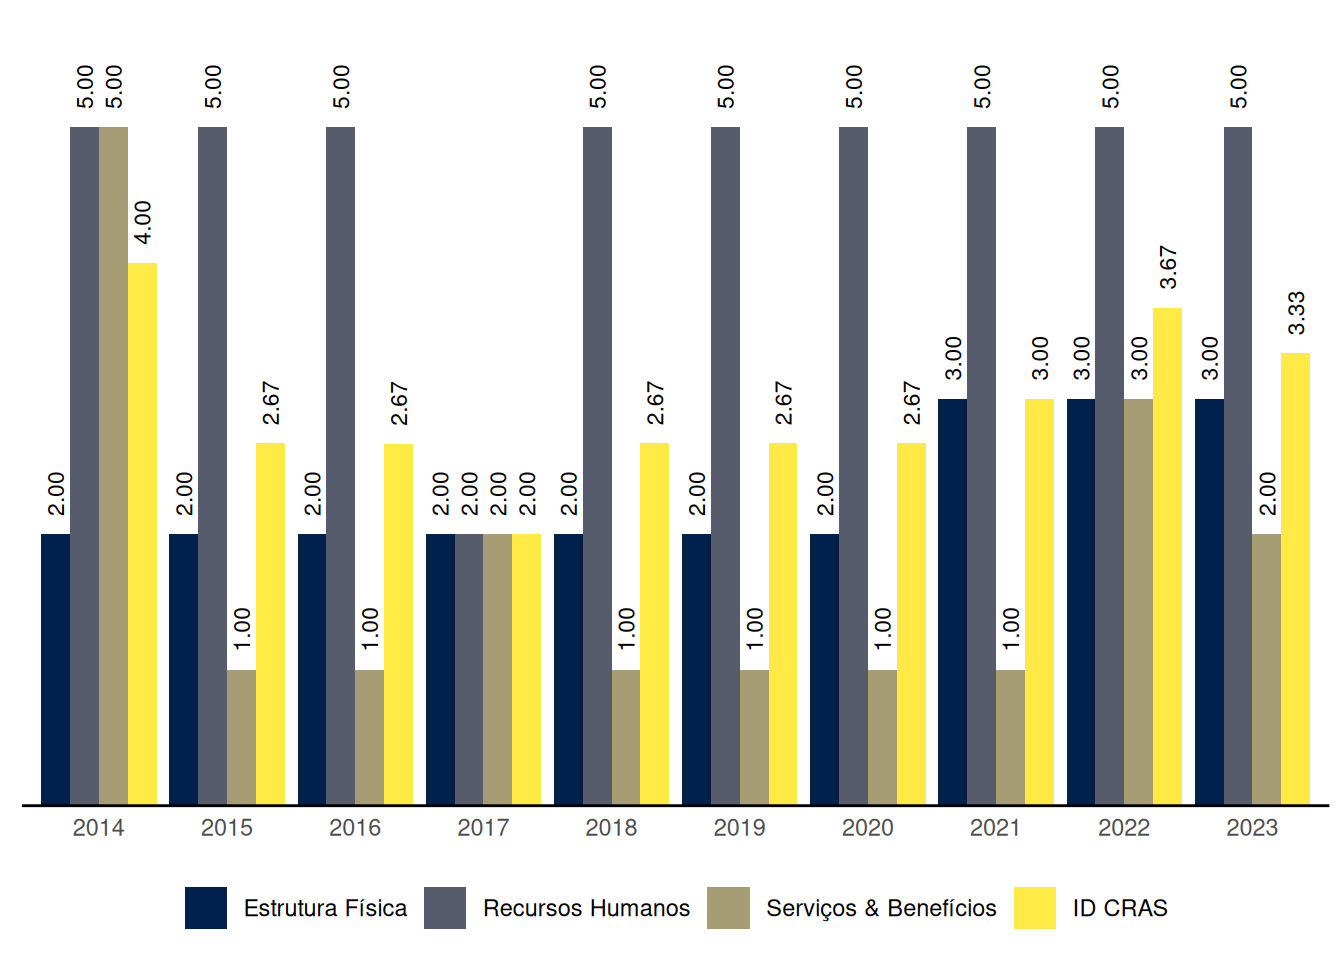 5.00 5.00 5.00 5.00 5.00 5.00 5.00 5.00 5.00 5.00
4.00
3.67
3.33
3.00 3.00 3.00 3.00 3.00
2.67 2.67 2.67 2.67 2.67
2.00 2.00 2.00 2.00 2.00 2.00 2.00 2.00 2.00 2.00 2.00
1.00 1.00 1.00 1.00 1.00 1.00
2014 2015 2016 2017 2018 2019 2020 2021 2022 2023
Estrutura Física Recursos Humanos Serviços & Benefícios ID CRAS